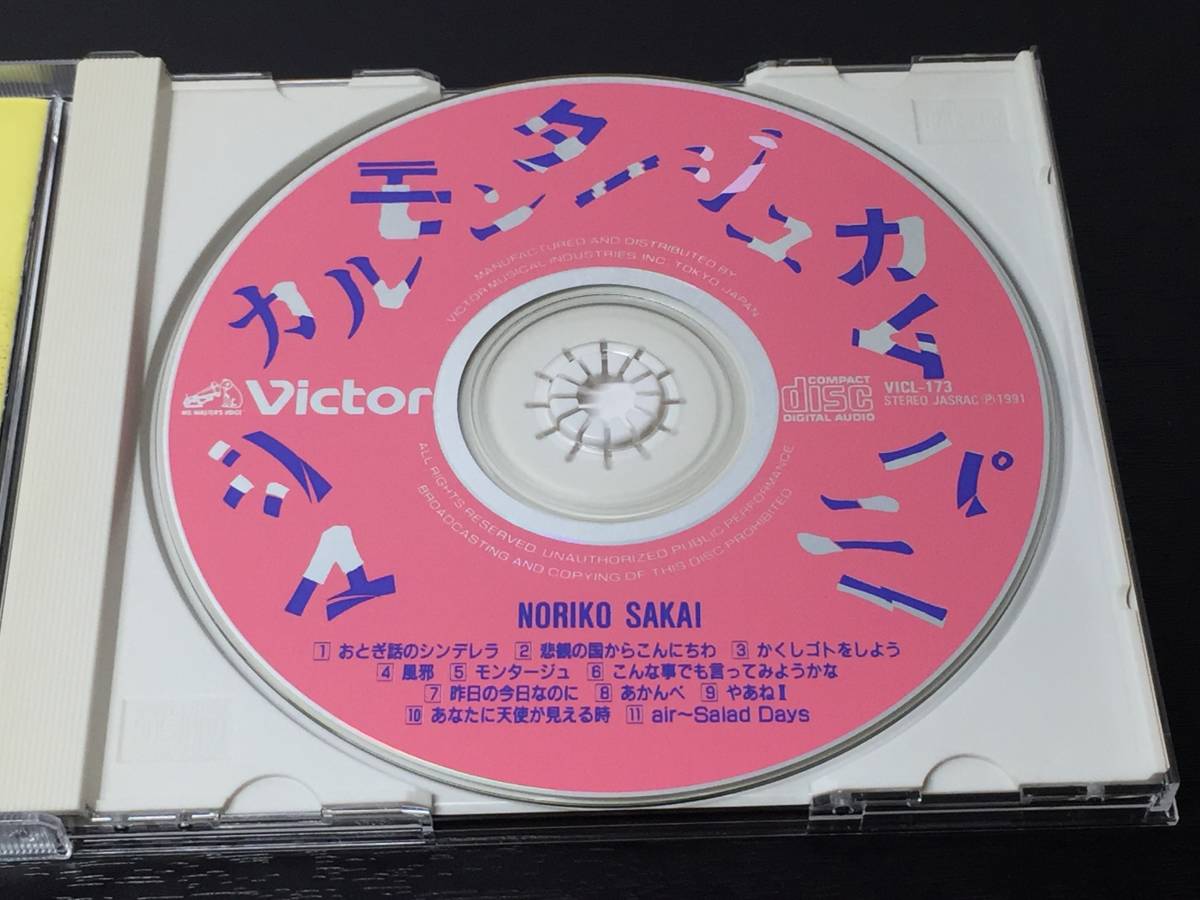 マジカルモンタージュカムパニー
MANUFACTURED AND DISTRIBUTED BY
VICTOR MUSICAL INDUSTRIES INC. TOKYO JAPAN
HIS MASTER'S VOICE
Victor
COMPACT
disc
DIGITAL AUDIO
VICL-173
STEREO JASRAC Ⓟ1991
ALL RIGHTS RESERVED. UNAUTHORIZED PUBLIC PERFORMANCE
BROADCASTING AND COPYING OF THIS DISC PROHIBITED
NORIKO SAKAI
1 おとぎ話のシンデレラ 2 悲観の国からこんにちわ 3 かくしゴトをしよう
4 風邪 5 モンタージュ 6 こんな事でも言ってみようかな
7 昨日の今日なのに 8 あかんべ 9 やあねⅡ
10 あなたに天使が見える時 11 air〜Salad Days